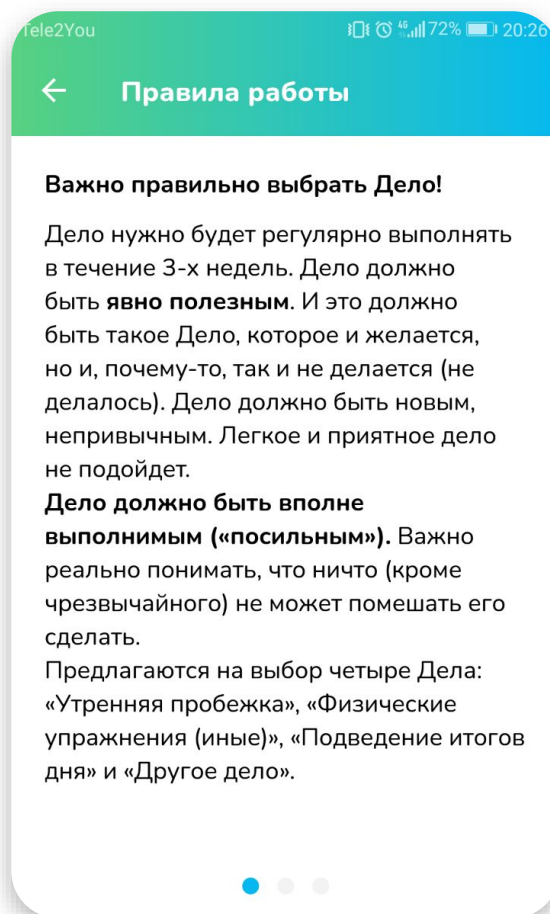 Tele2You 4G 72% 20:26
Правила работы
Важно правильно выбрать Дело!
Дело нужно будет регулярно выполнять
в течение 3-х недель. Дело должно
быть явно полезным. И это должно
быть такое Дело, которое и желается,
но и, почему-то, так и не делается (не
делалось). Дело должно быть новым,
непривычным. Легкое и приятное дело
не подойдет.
Дело должно быть вполне
выполнимым («посильным»). Важно
реально понимать, что ничто (кроме
чрезвычайного) не может помешать его
сделать.
Предлагаются на выбор четыре Дела:
«Утренняя пробежка», «Физические
упражнения (иные)», «Подведение итогов
дня» и «Другое дело».